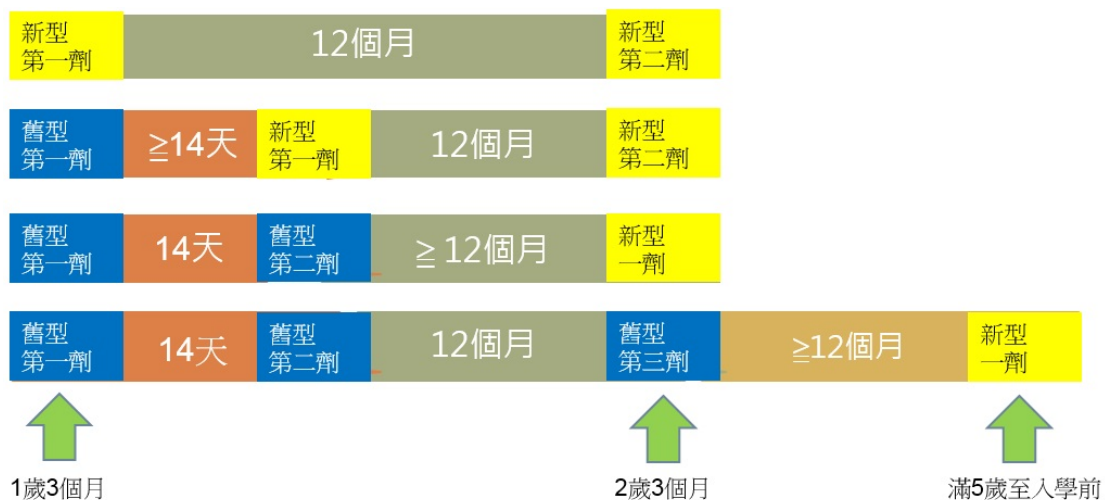 新型
第一劑
12個月
新型
第二劑
舊型
第一劑
≧14天
新型
第一劑
12個月
新型
第二劑
舊型
第一劑
14天
舊型
第二劑
≧ 12個月
新型
一劑
舊型
第一劑
14天
舊型
第二劑
12個月
舊型
第三劑
≧12個月
新型
一劑
1歲3個月
2歲3個月
滿5歲至入學前